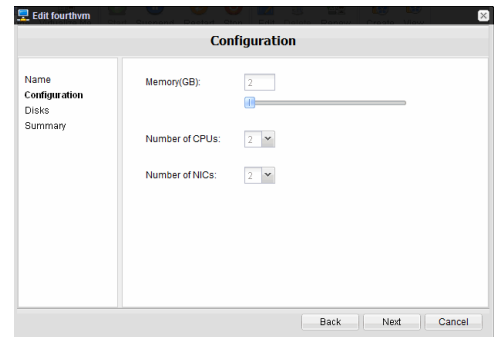 Edit fourthvm
Configuration
Name
Configuration
Disks
Summary
Memory(GB): 2
Number of CPUs: 2
Number of NICs: 2
Back Next Cancel